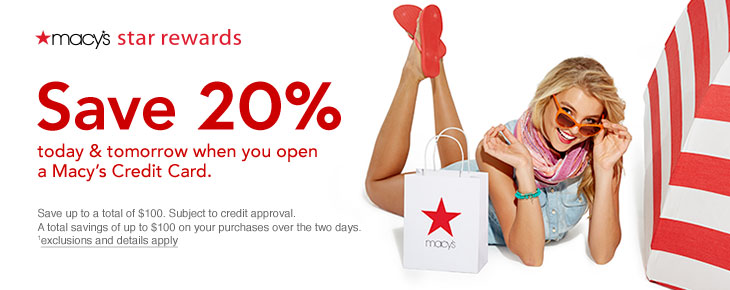 ★macy's star rewards
Save 20%
today & tomorrow when you open
a Macy's Credit Card.
Save up to a total of $100. Subject to credit approval.
A total savings of up to $100 on your purchases over the two days.
¹exclusions and details apply
macy's